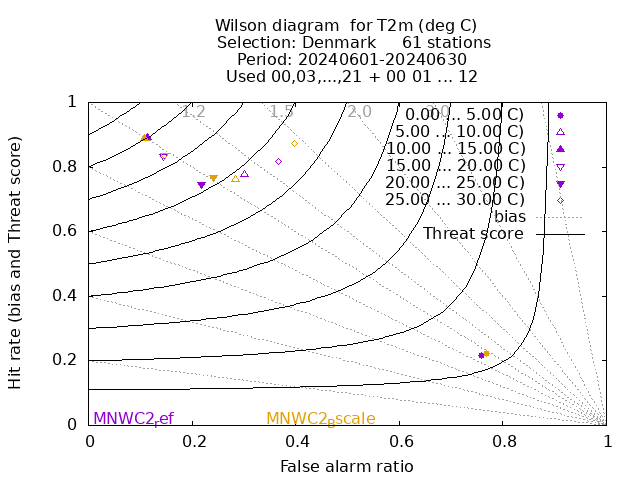 Wilson diagram for T2m (deg C)
Selection: Denmark 61 stations
Period: 20240601-20240630
Used 00,03,...,21 + 00 01 ... 12
1.2 1.5 2.0 3.0
0.00 ... 5.00 C)
5.00 ... 10.00 C)
10.00 ... 15.00 C)
15.00 ... 20.00 C)
20.00 ... 25.00 C)
25.00 ... 30.00 C)
bias
Threat score
Hit rate (bias and Threat score)
1
0.8
0.6
0.4
0.2
0
MNWC2ref MNWC2Bscale
0 0.2 0.4 0.6 0.8 1
False alarm ratio